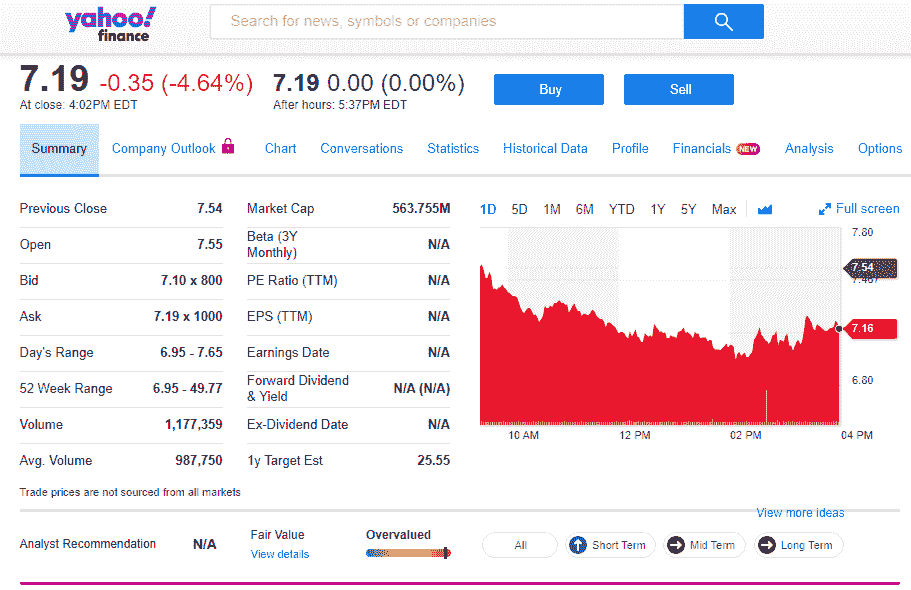 yahoo!
finance
Search for news, symbols or companies
7.19 -0.35 (-4.64%) 7.19 0.00 (0.00%)
At close: 4:02PM EDT After hours: 5:37PM EDT
Buy Sell
Summary Company Outlook Chart Conversations Statistics Historical Data Profile Financials NEW Analysis Options
Previous Close 7.54
Open 7.55
Bid 7.10 x 800
Ask 7.19 x 1000
Day's Range 6.95 - 7.65
52 Week Range 6.95 - 49.77
Volume 1,177,359
Avg. Volume 987,750
Market Cap 563.755M
Beta (3Y
Monthly) N/A
PE Ratio (TTM) N/A
EPS (TTM) N/A
Earnings Date N/A
Forward Dividend
& Yield N/A (N/A)
Ex-Dividend Date N/A
1y Target Est 25.55
1D 5D 1M 6M YTD 1Y 5Y Max Full screen
7.80
7.54
7.467
7.16
6.80
10 AM 12 PM 02 PM 04 PM
Trade prices are not sourced from all markets
View more ideas
Analyst Recommendation N/A
Fair Value
View details
Overvalued
All Short Term Mid Term Long Term